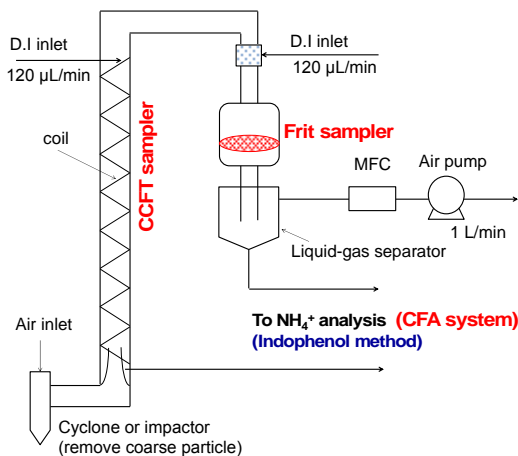 D.I inlet
120 µL/min
D.I inlet
120 µL/min
coil
CCFT sampler
Frit sampler
MFC
Air pump
1 L/min
Liquid-gas separator
To NH₄⁺ analysis (CFA system)
(Indophenol method)
Air inlet
Cyclone or impactor
(remove coarse particle)